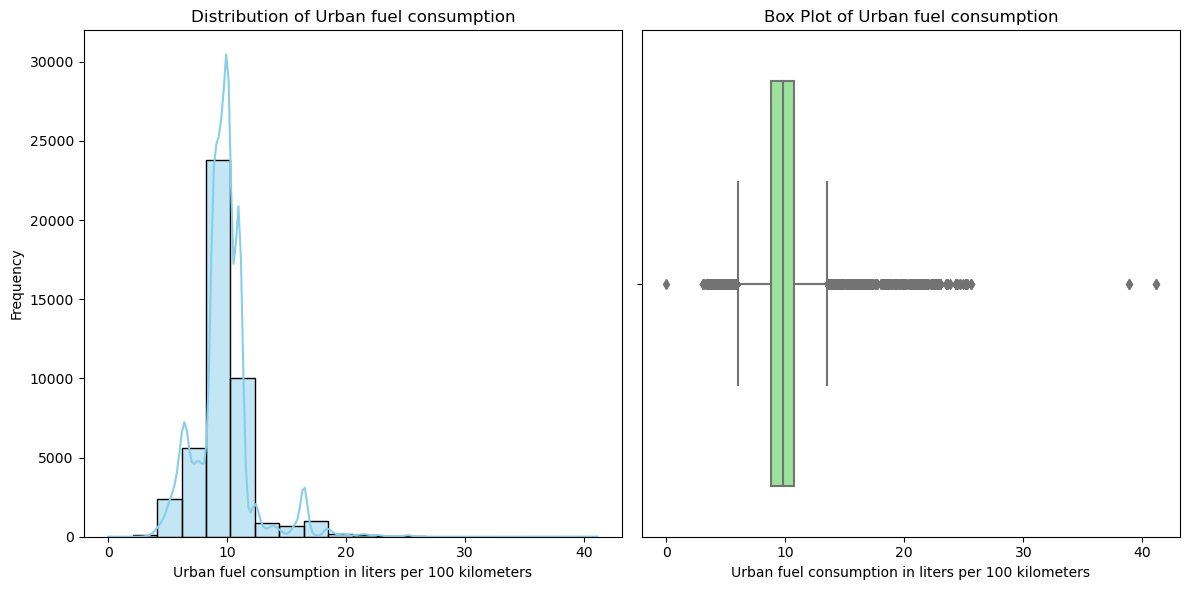 Distribution of Urban fuel consumption
30000
25000
20000
15000
10000
5000
0
Frequency
0 10 20 30 40
Urban fuel consumption in liters per 100 kilometers
Box Plot of Urban fuel consumption
0 10 20 30 40
Urban fuel consumption in liters per 100 kilometers